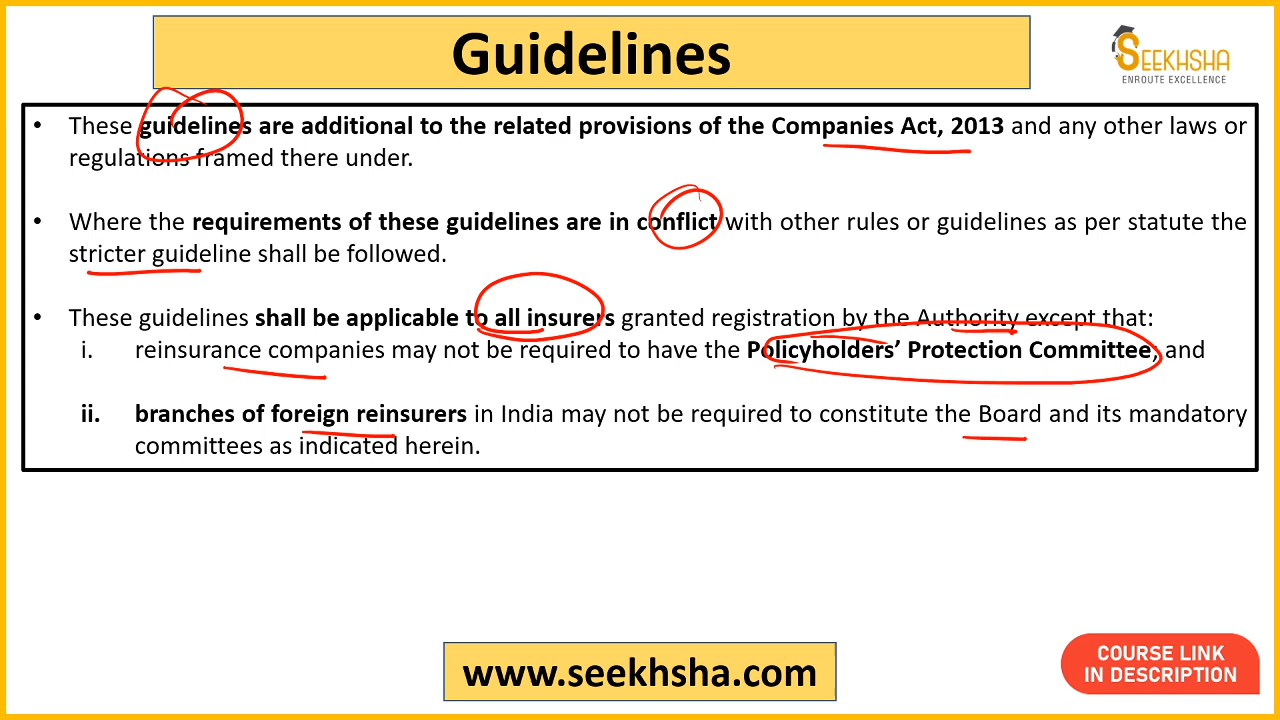 Guidelines
SEEKHSHA
ENROUTE EXCELLENCE
• These guidelines are additional to the related provisions of the Companies Act, 2013 and any other laws or
regulations framed there under.
• Where the requirements of these guidelines are in conflict with other rules or guidelines as per statute the
stricter guideline shall be followed.
• These guidelines shall be applicable to all insurers granted registration by the Authority except that:
i. reinsurance companies may not be required to have the Policyholders’ Protection Committee; and
ii. branches of foreign reinsurers in India may not be required to constitute the Board and its mandatory
committees as indicated herein.
www.seekhsha.com
COURSE LINK
IN DESCRIPTION